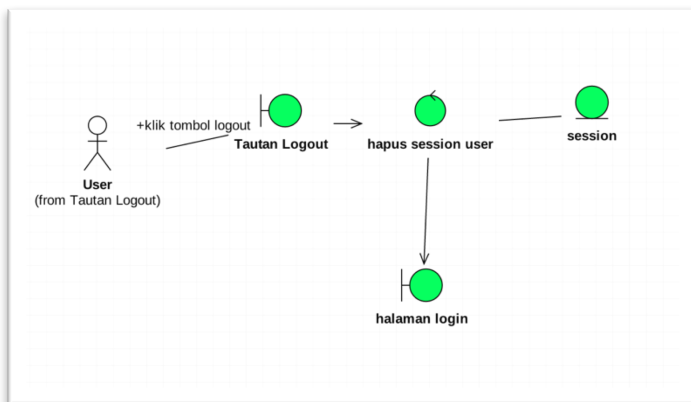 +klik tombol logout
Tautan Logout
hapus session user
session
User
(from Tautan Logout)
halaman login